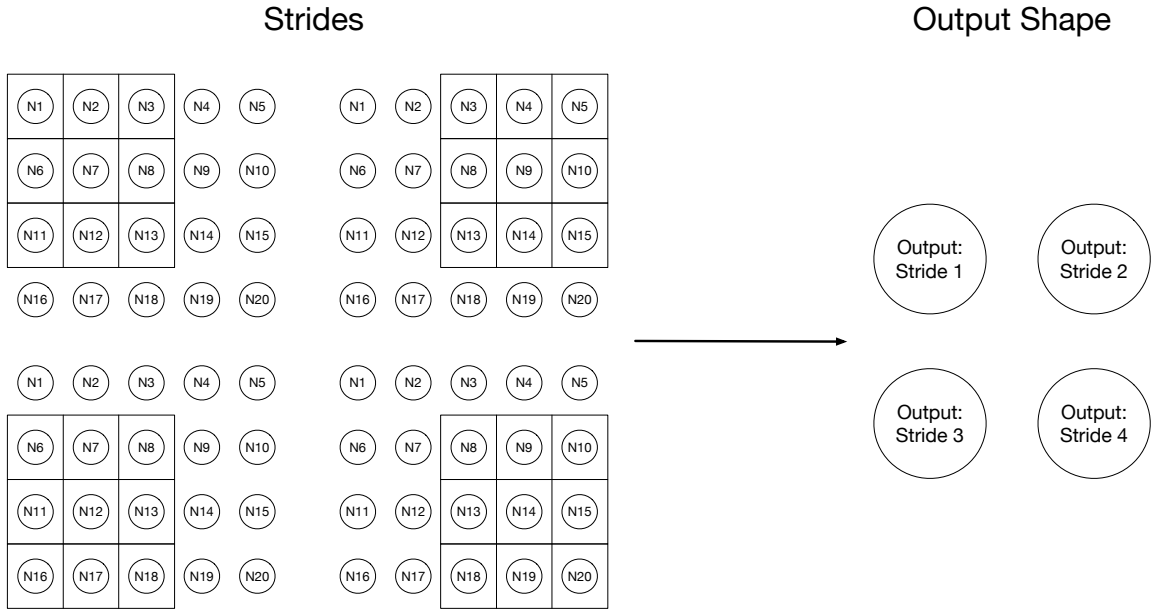 Strides
Output Shape
N1 N2 N3 N4 N5
N6 N7 N8 N9 N10
N11 N12 N13 N14 N15
N16 N17 N18 N19 N20
N1 N2 N3 N4 N5
N6 N7 N8 N9 N10
N11 N12 N13 N14 N15
N16 N17 N18 N19 N20
N1 N2 N3 N4 N5
N6 N7 N8 N9 N10
N11 N12 N13 N14 N15
N16 N17 N18 N19 N20
N1 N2 N3 N4 N5
N6 N7 N8 N9 N10
N11 N12 N13 N14 N15
N16 N17 N18 N19 N20
Output:
Stride 1
Output:
Stride 2
Output:
Stride 3
Output:
Stride 4